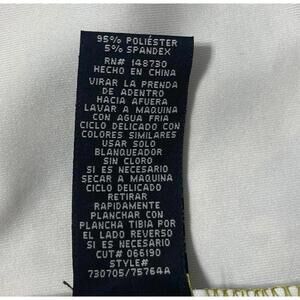 95% POLIÉSTER
5% SPANDEX
RN# 148730
HECHO EN CHINA
VIRAR LA PRENDA
DE ADENTRO
HACIA AFUERA
LAVAR A MAQUINA
CON AGUA FRIA
CICLO DELICADO CON
COLORES SIMILARES
USAR SOLO
BLANQUEADOR
SIN CLORO
SI ES NECESARIO
SECAR A MAQUINA
CICLO DELICADO
RETIRAR
RAPIDAMENTE
PLANCHAR CON
PLANCHA TIBIA POR
EL LADO REVERSO
SI ES NECESARIO
CUT# 066190
STYLE#
730705/75764A